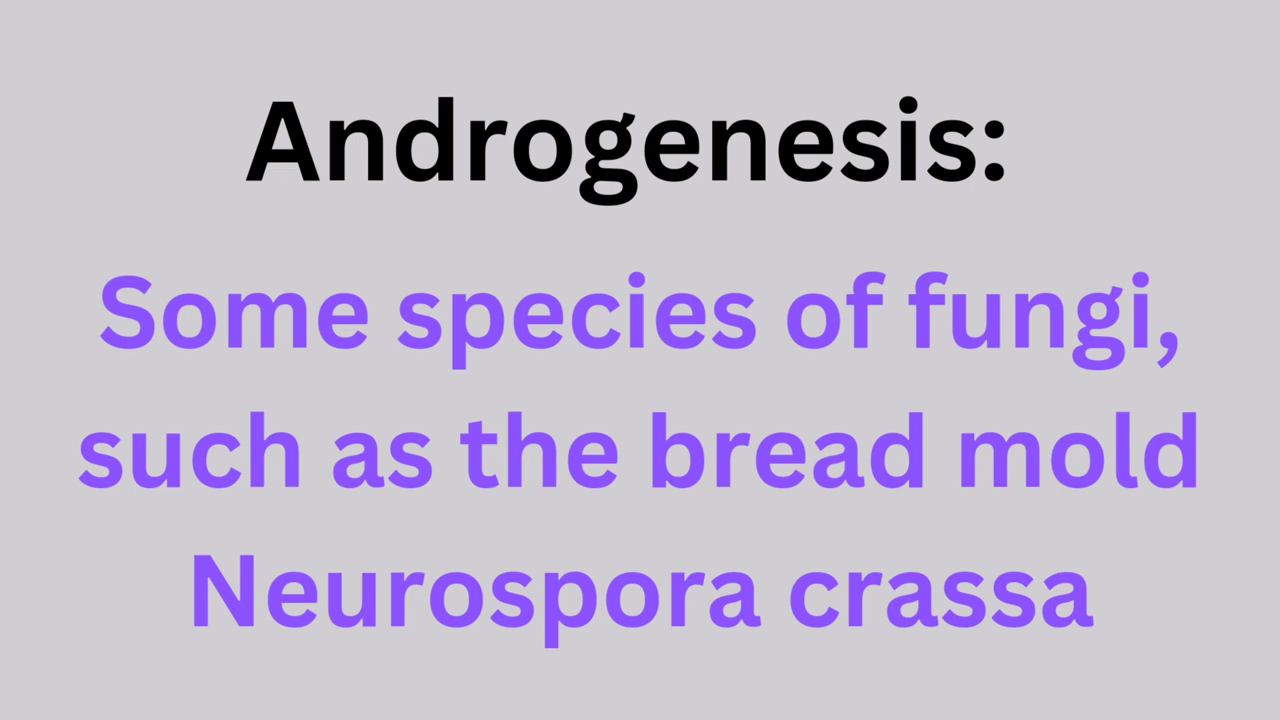 Androgenesis:
Some species of fungi,
such as the bread mold
Neurospora crassa